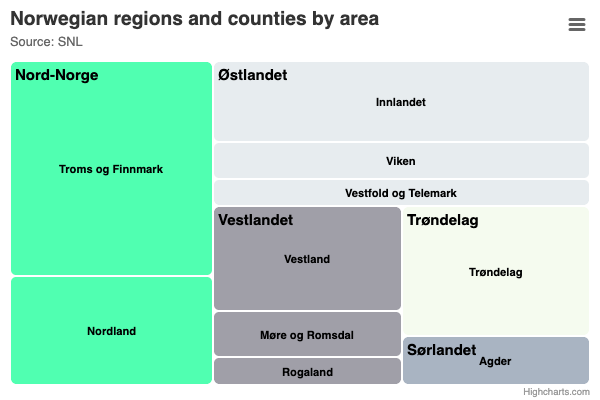 Norwegian regions and counties by area
Source: SNL
Nord-Norge
Troms og Finnmark
Nordland
Østlandet
Innlandet
Viken
Vestfold og Telemark
Vestlandet
Vestland
Møre og Romsdal
Rogaland
Trøndelag
Trøndelag
Sørlandet
Agder
Highcharts.com